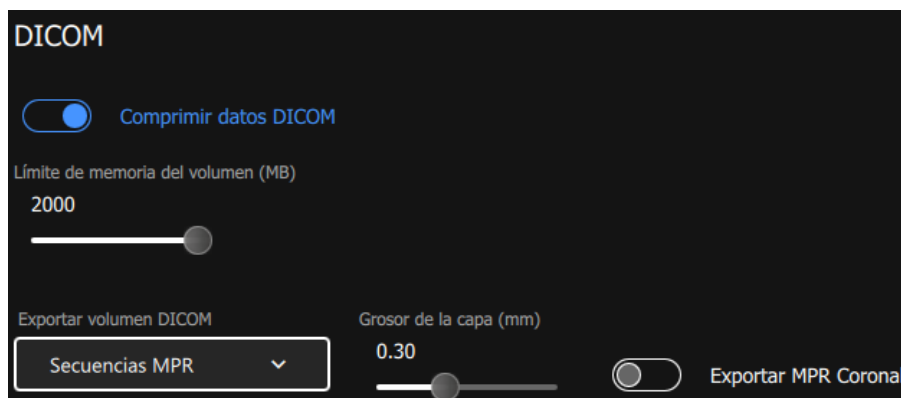 DICOM
Comprimir datos DICOM
Límite de memoria del volumen (MB)
2000
Exportar volumen DICOM
Grosor de la capa (mm)
Secuencias MPR
0.30
Exportar MPR Coronal